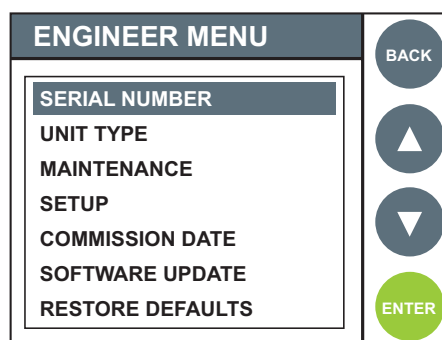 ENGINEER MENU
BACK
SERIAL NUMBER
UNIT TYPE
MAINTENANCE
SETUP
COMMISSION DATE
SOFTWARE UPDATE
RESTORE DEFAULTS
ENTER